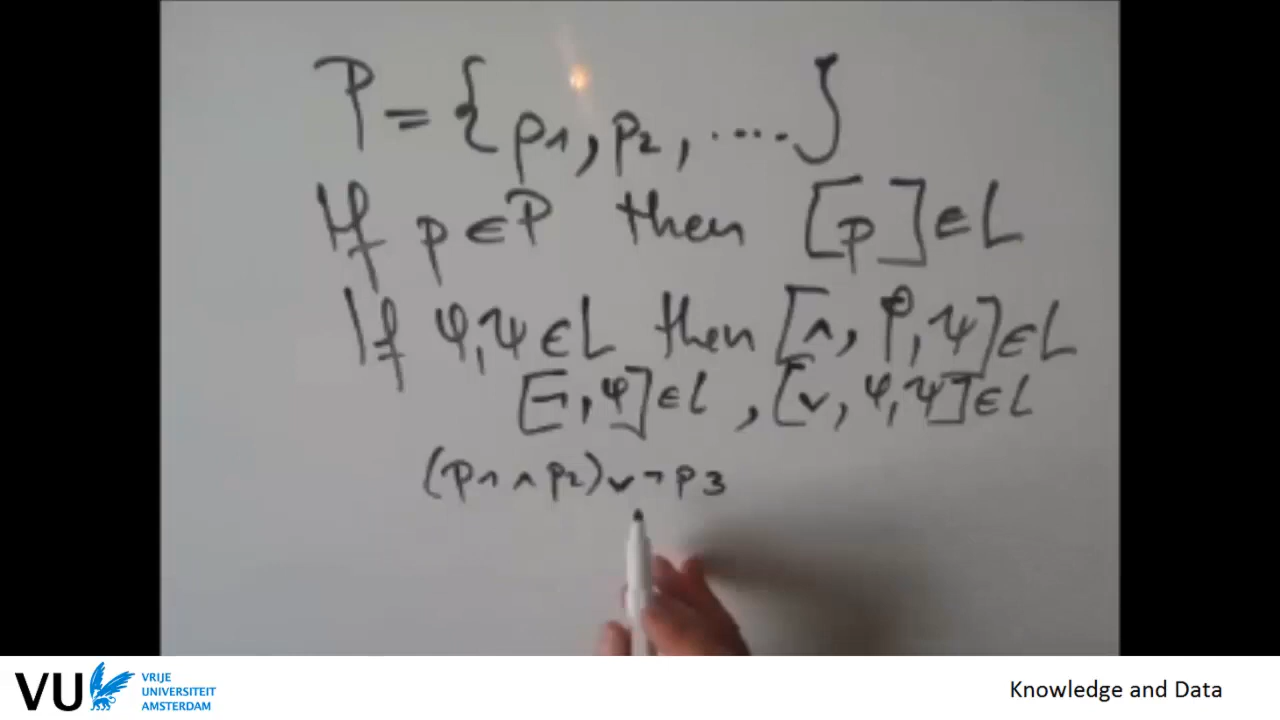 P = {p1, p2, .....}
If p ∈ P then [p] ∈ L
If φ, ψ ∈ L then [∧, φ, ψ] ∈ L
[¬, φ] ∈ L, [∨, φ, ψ] ∈ L
(p1 ∧ p2) ∨ ¬ p3
VU VRIJE
UNIVERSITEIT
AMSTERDAM
Knowledge and Data